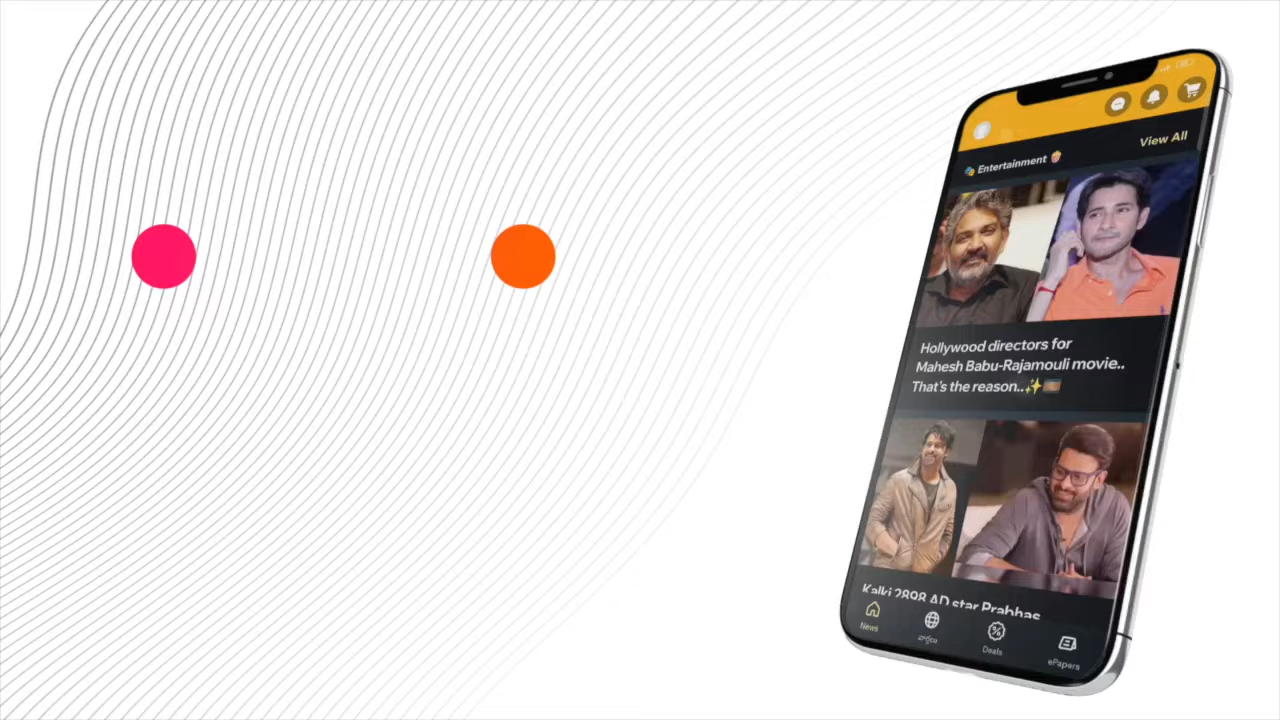 View All
🎭 Entertainment 🍿
Hollywood directors for
Mahesh Babu-Rajamouli movie..
That's the reason..✨🎞️
Kalki 2898 AD star Prabhas
News
వార్తలు
Deals
ePapers